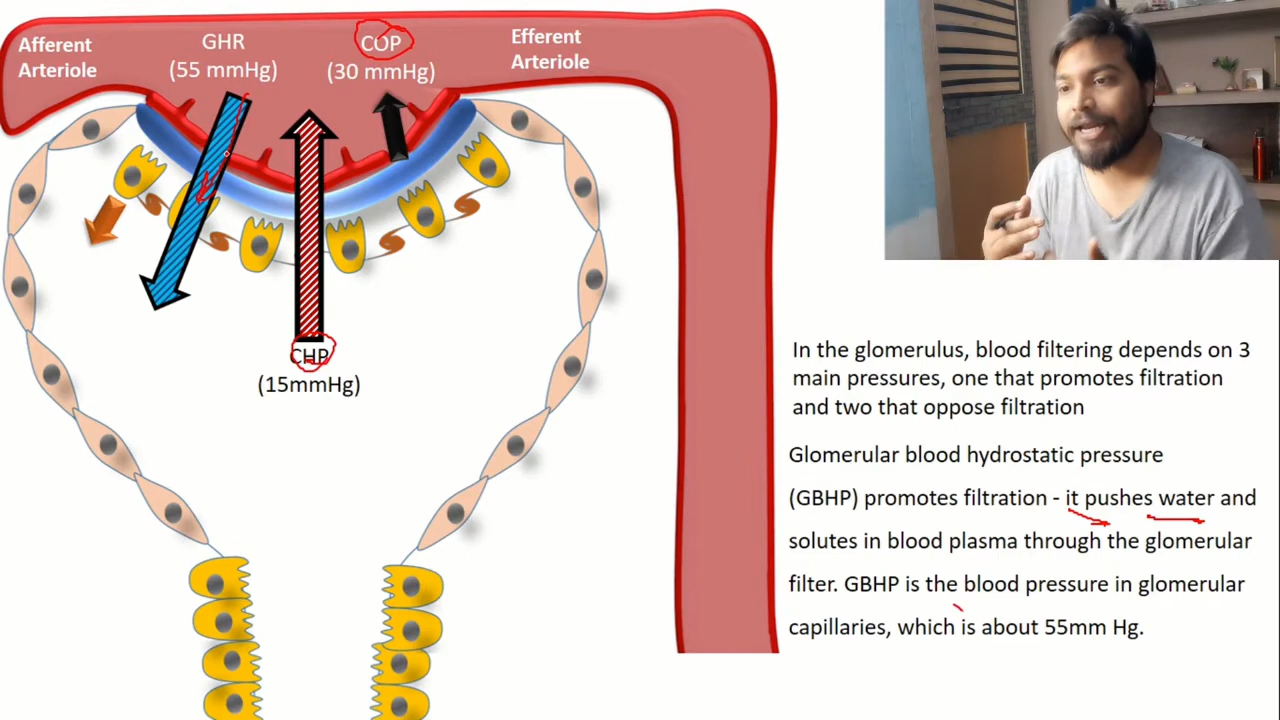 Afferent
Arteriole
GHR
(55 mmHg)
COP
(30 mmHg)
Efferent
Arteriole
CHP
(15mmHg)
In the glomerulus, blood filtering depends on 3
main pressures, one that promotes filtration
and two that oppose filtration
Glomerular blood hydrostatic pressure
(GBHP) promotes filtration - it pushes water and
solutes in blood plasma through the glomerular
filter. GBHP is the blood pressure in glomerular
capillaries, which is about 55mm Hg.